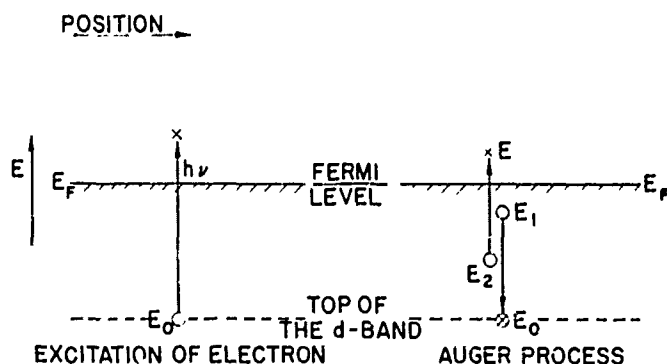 POSITION
E
E_F
hν
FERMI
LEVEL
E
E_F
E_1
E_2
E_0
TOP OF
THE d-BAND
E_0
EXCITATION OF ELECTRON
AUGER PROCESS